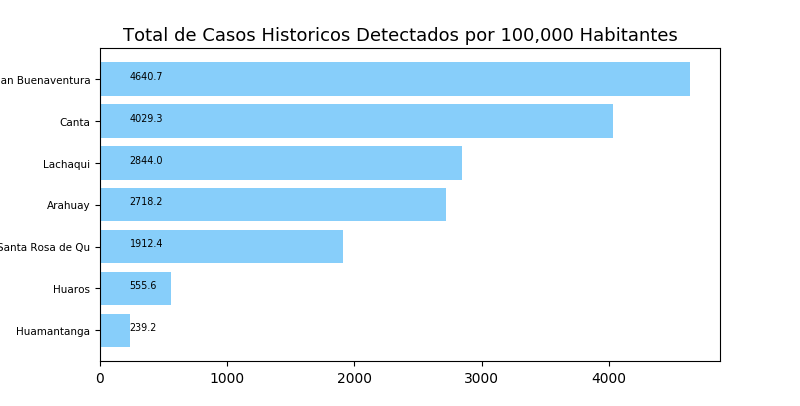 Total de Casos Historicos Detectados por 100,000 Habitantes
an Buenaventura 4640.7
Canta 4029.3
Lachaqui 2844.0
Arahuay 2718.2
Santa Rosa de Qu 1912.4
Huaros 555.6
Huamantanga 239.2
0 1000 2000 3000 4000